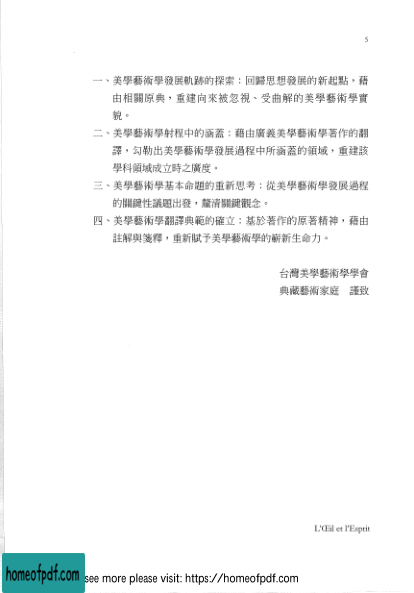 5
一、美學藝術學發展軌跡的探索：回歸思想發展的新起點，藉
由相關原典，重建向來被忽視、受曲解的美學藝術學實
貌。
二、美學藝術學射程中的涵蓋：藉由廣義美學藝術學著作的翻
譯，勾勒出美學藝術學發展過程中所涵蓋的領域，重建該
學科領域成立時之廣度。
三、美學藝術學基本命題的重新思考：從美學藝術學發展過程
的關鍵性議題出發，釐清關鍵觀念。
四、美學藝術學翻譯典範的確立：基於著作的原著精神，藉由
註解與箋釋，重新賦予美學藝術學的嶄新生命力。
台灣美學藝術學學會
典藏藝術家庭　謹致
L'Œil et l'Esprit
homeofpdf.com
see more please visit: https://homeofpdf.com